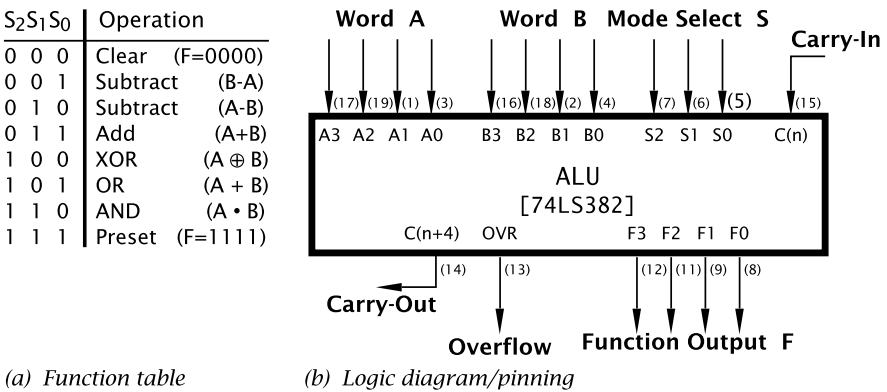 S2S1S0 Operation
0 0 0 Clear (F=0000)
0 0 1 Subtract (B-A)
0 1 0 Subtract (A-B)
0 1 1 Add (A+B)
1 0 0 XOR (A ⊕ B)
1 0 1 OR (A + B)
1 1 0 AND (A • B)
1 1 1 Preset (F=1111)
(a) Function table
Word A Word B Mode Select S
Carry-In
(17) (19) (1) (3) (16) (18) (2) (4) (7) (6) (5) (15)
A3 A2 A1 A0 B3 B2 B1 B0 S2 S1 S0 C(n)
ALU
[74LS382]
C(n+4) OVR F3 F2 F1 F0
(14) (13) (12) (11) (9) (8)
Carry-Out
Overflow
Function Output F
(b) Logic diagram/pinning